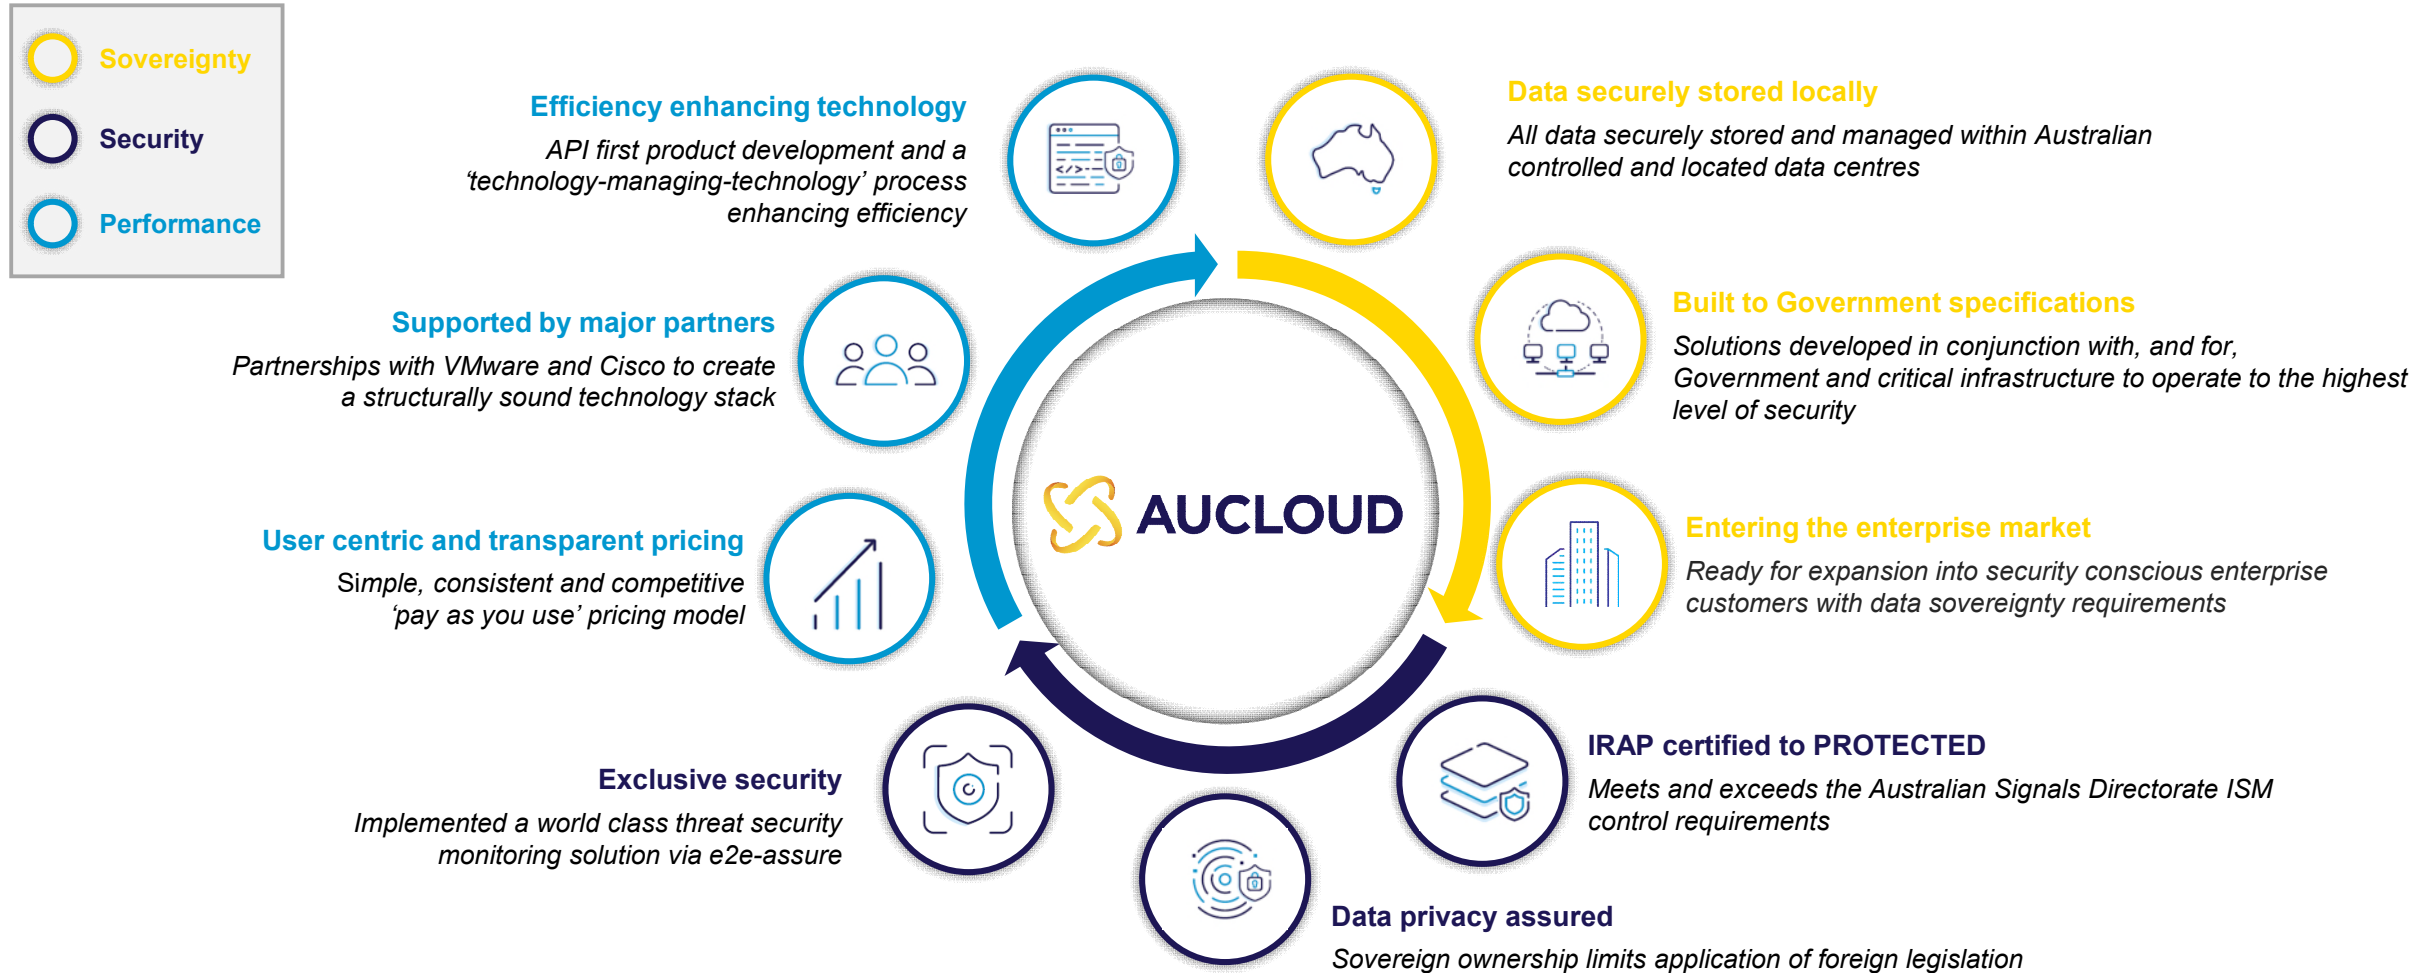 Sovereignty
Security
Performance
Efficiency enhancing technology
API first product development and a
‘technology-managing-technology’ process
enhancing efficiency
Data securely stored locally
All data securely stored and managed within Australian
controlled and located data centres
Supported by major partners
Partnerships with VMware and Cisco to create
a structurally sound technology stack
Built to Government specifications
Solutions developed in conjunction with, and for,
Government and critical infrastructure to operate to the highest
level of security
AUCLOUD
User centric and transparent pricing
Simple, consistent and competitive
‘pay as you use’ pricing model
Entering the enterprise market
Ready for expansion into security conscious enterprise
customers with data sovereignty requirements
Exclusive security
Implemented a world class threat security
monitoring solution via e2e-assure
IRAP certified to PROTECTED
Meets and exceeds the Australian Signals Directorate ISM
control requirements
Data privacy assured
Sovereign ownership limits application of foreign legislation